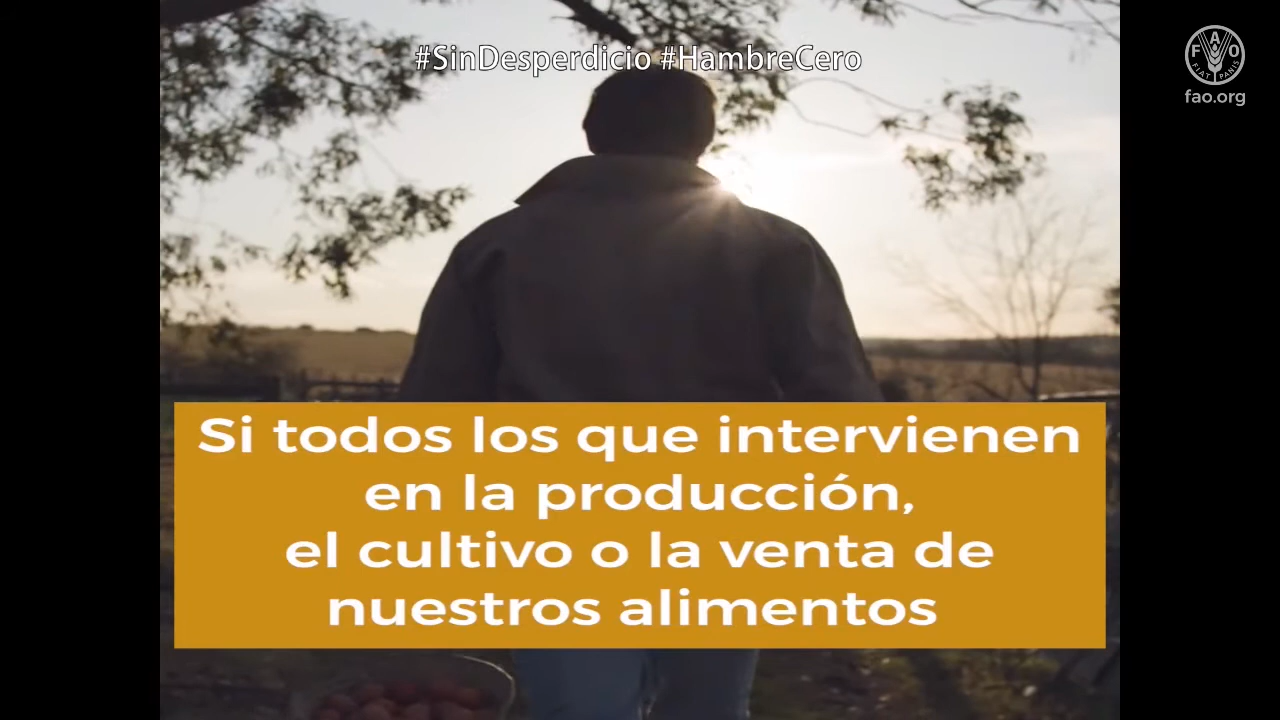 #SinDesperdicio #HambreCero
F A O
FIAT PANIS
fao.org
Si todos los que intervienen
en la producción,
el cultivo o la venta de
nuestros alimentos